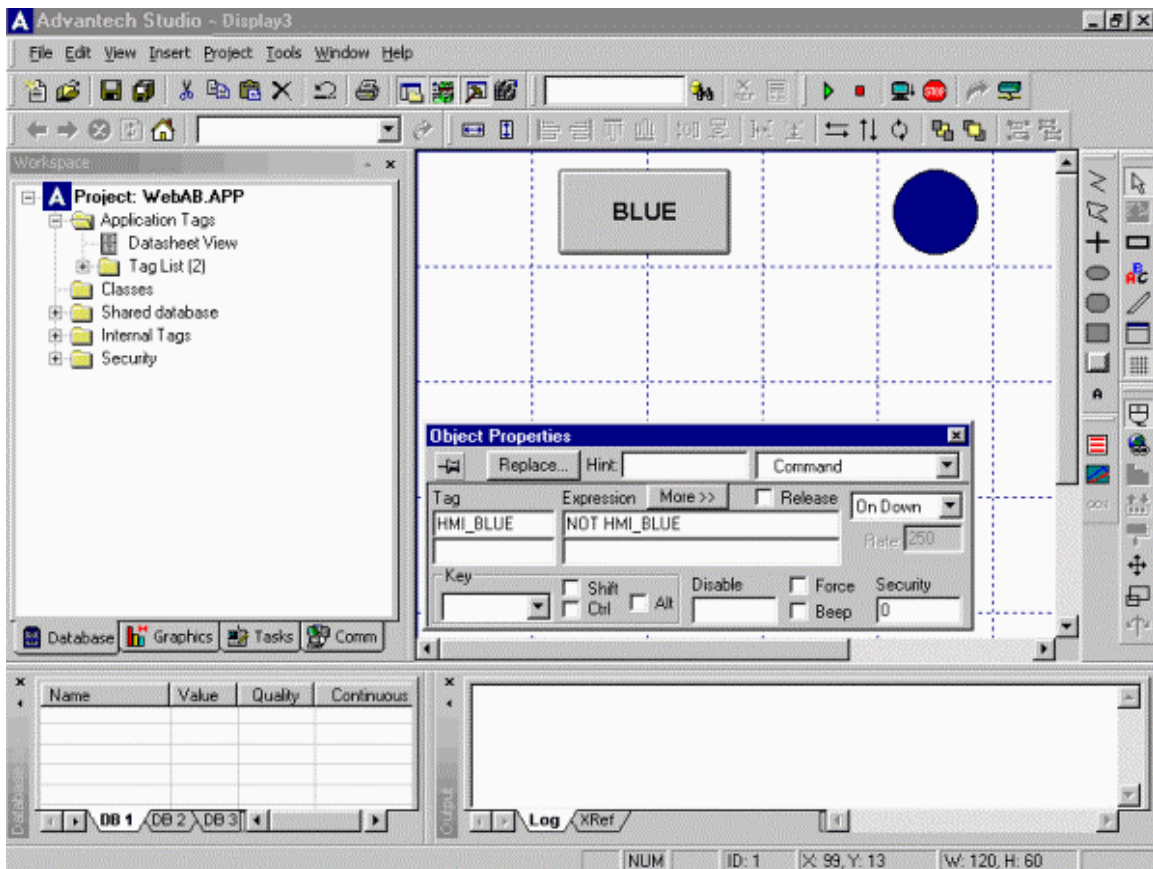 Advantech Studio - Display3
File Edit View Insert Project Tools Window Help
STOP
Workspace
Project: WebAB.APP
Application Tags
Datasheet View
Tag List (2)
Classes
Shared database
Internal Tags
Security
Database Graphics Tasks Comm
BLUE
Object Properties
Replace... Hint: Command
Tag Expression More >> Release On Down
HMI_BLUE NOT HMI_BLUE
Rate: 250
Key Shift Ctrl Alt Disable Force Beep Security
0
Name Value Quality Continuous
Database
DB 1 DB 2 DB 3
Output
Log XRef
NUM ID: 1 X: 99, Y: 13 W: 120, H: 60